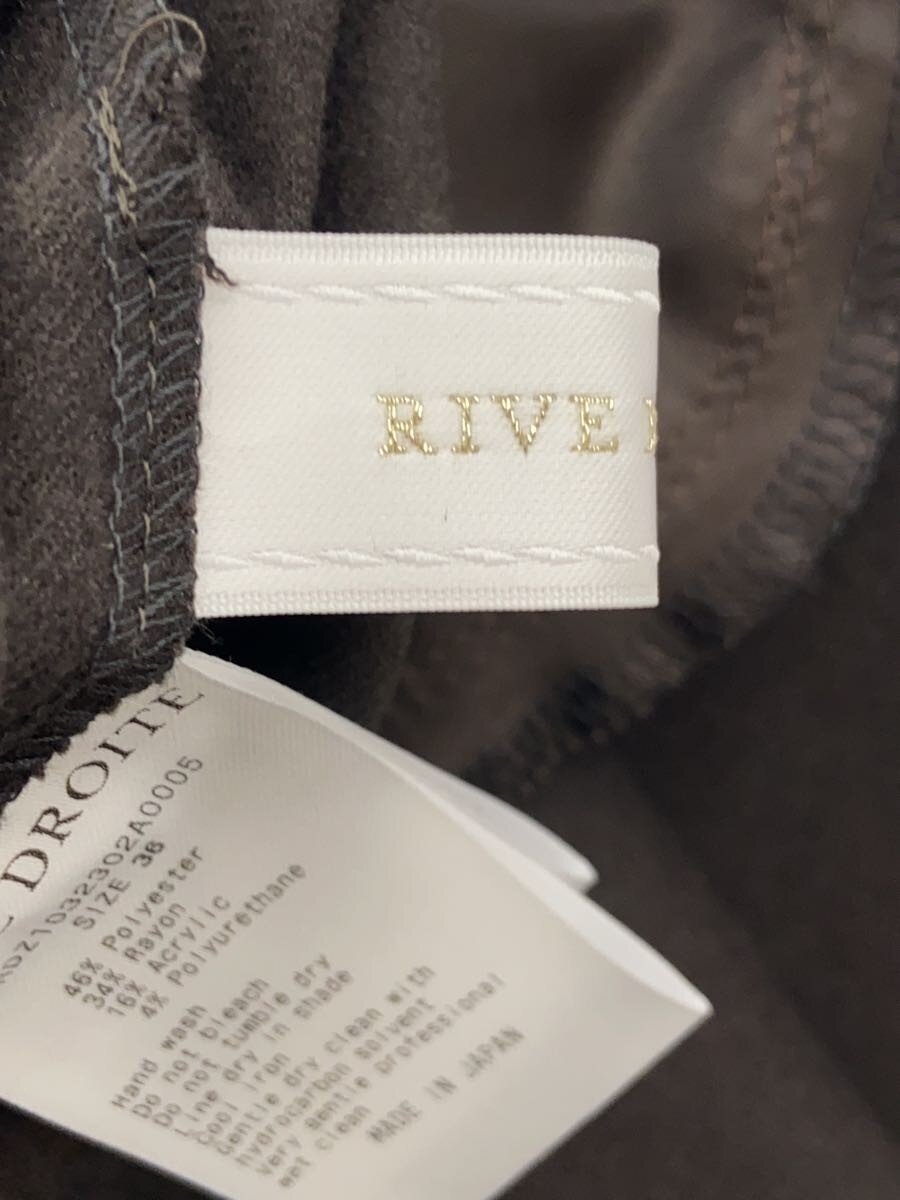 RIVE
DROITE
RDZ1032302A0005
SIZE 36
46% Polyester
34% Rayon
16% Acrylic
4% Polyurethane
Hand wash
Do not bleach
Do not tumble dry
Line dry in shade
Cool iron
Gentle dry clean with
hydrocarbon solvent
Very gentle professional
wet clean
MADE IN JAPAN